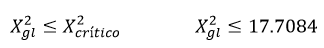 X²gl ≤ X²crítico X²gl ≤ 17.7084